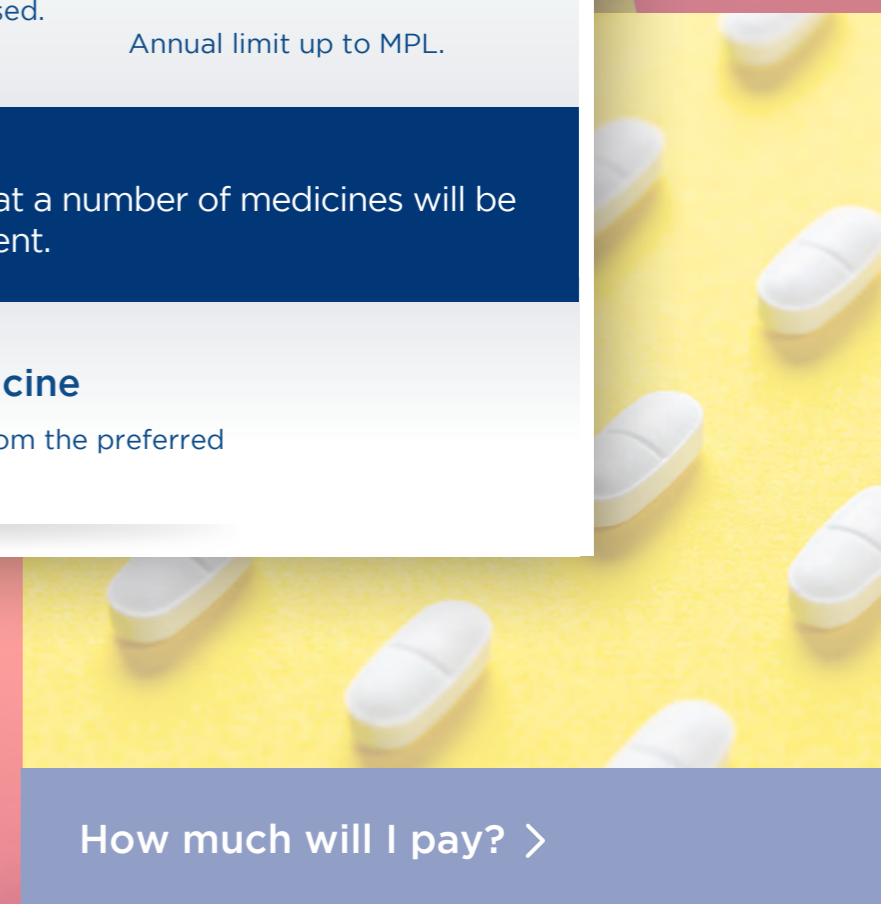 sed.
Annual limit up to MPL.
at a number of medicines will be
ent.
cine
om the preferred
How much will I pay? >